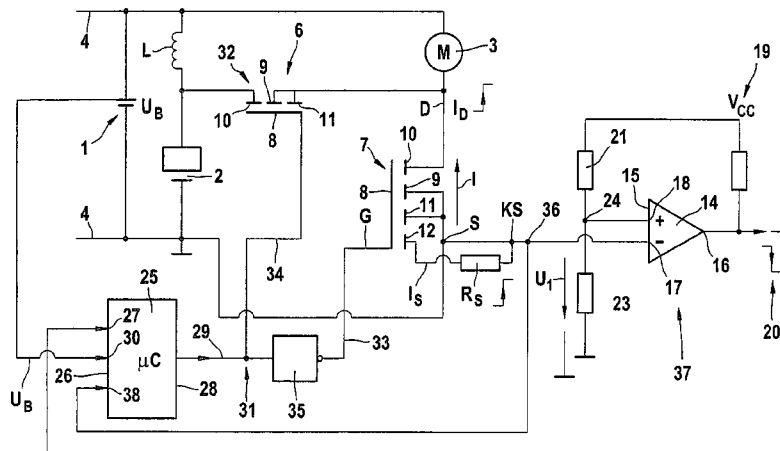 4 L 32 9 6 M 3 19
10 8 11 D I_D V_CC
U_B 1 2 7 10 21
8 9 I 15 18 14
4 G 11 KS 36 24 + −
12 S 16
34 I_S R_S U_1 17
25 23 20
27 29 33 37
30 μC
26 38 28
U_B 31 35